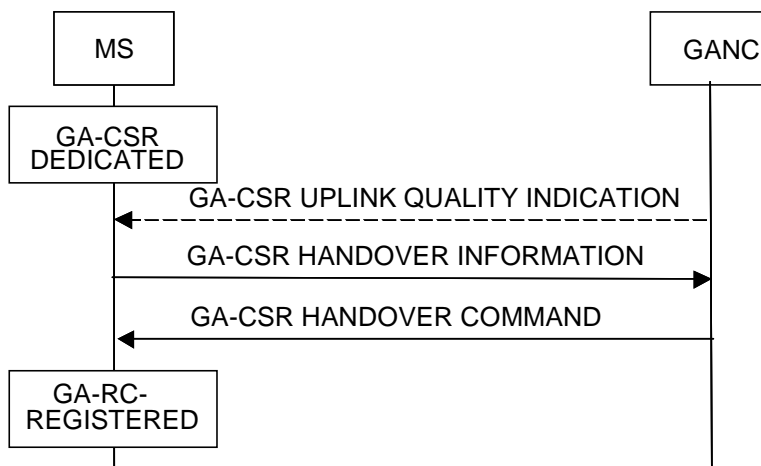 MS
GANC
GA-CSR
DEDICATED
GA-CSR UPLINK QUALITY INDICATION
GA-CSR HANDOVER INFORMATION
GA-CSR HANDOVER COMMAND
GA-RC-
REGISTERED